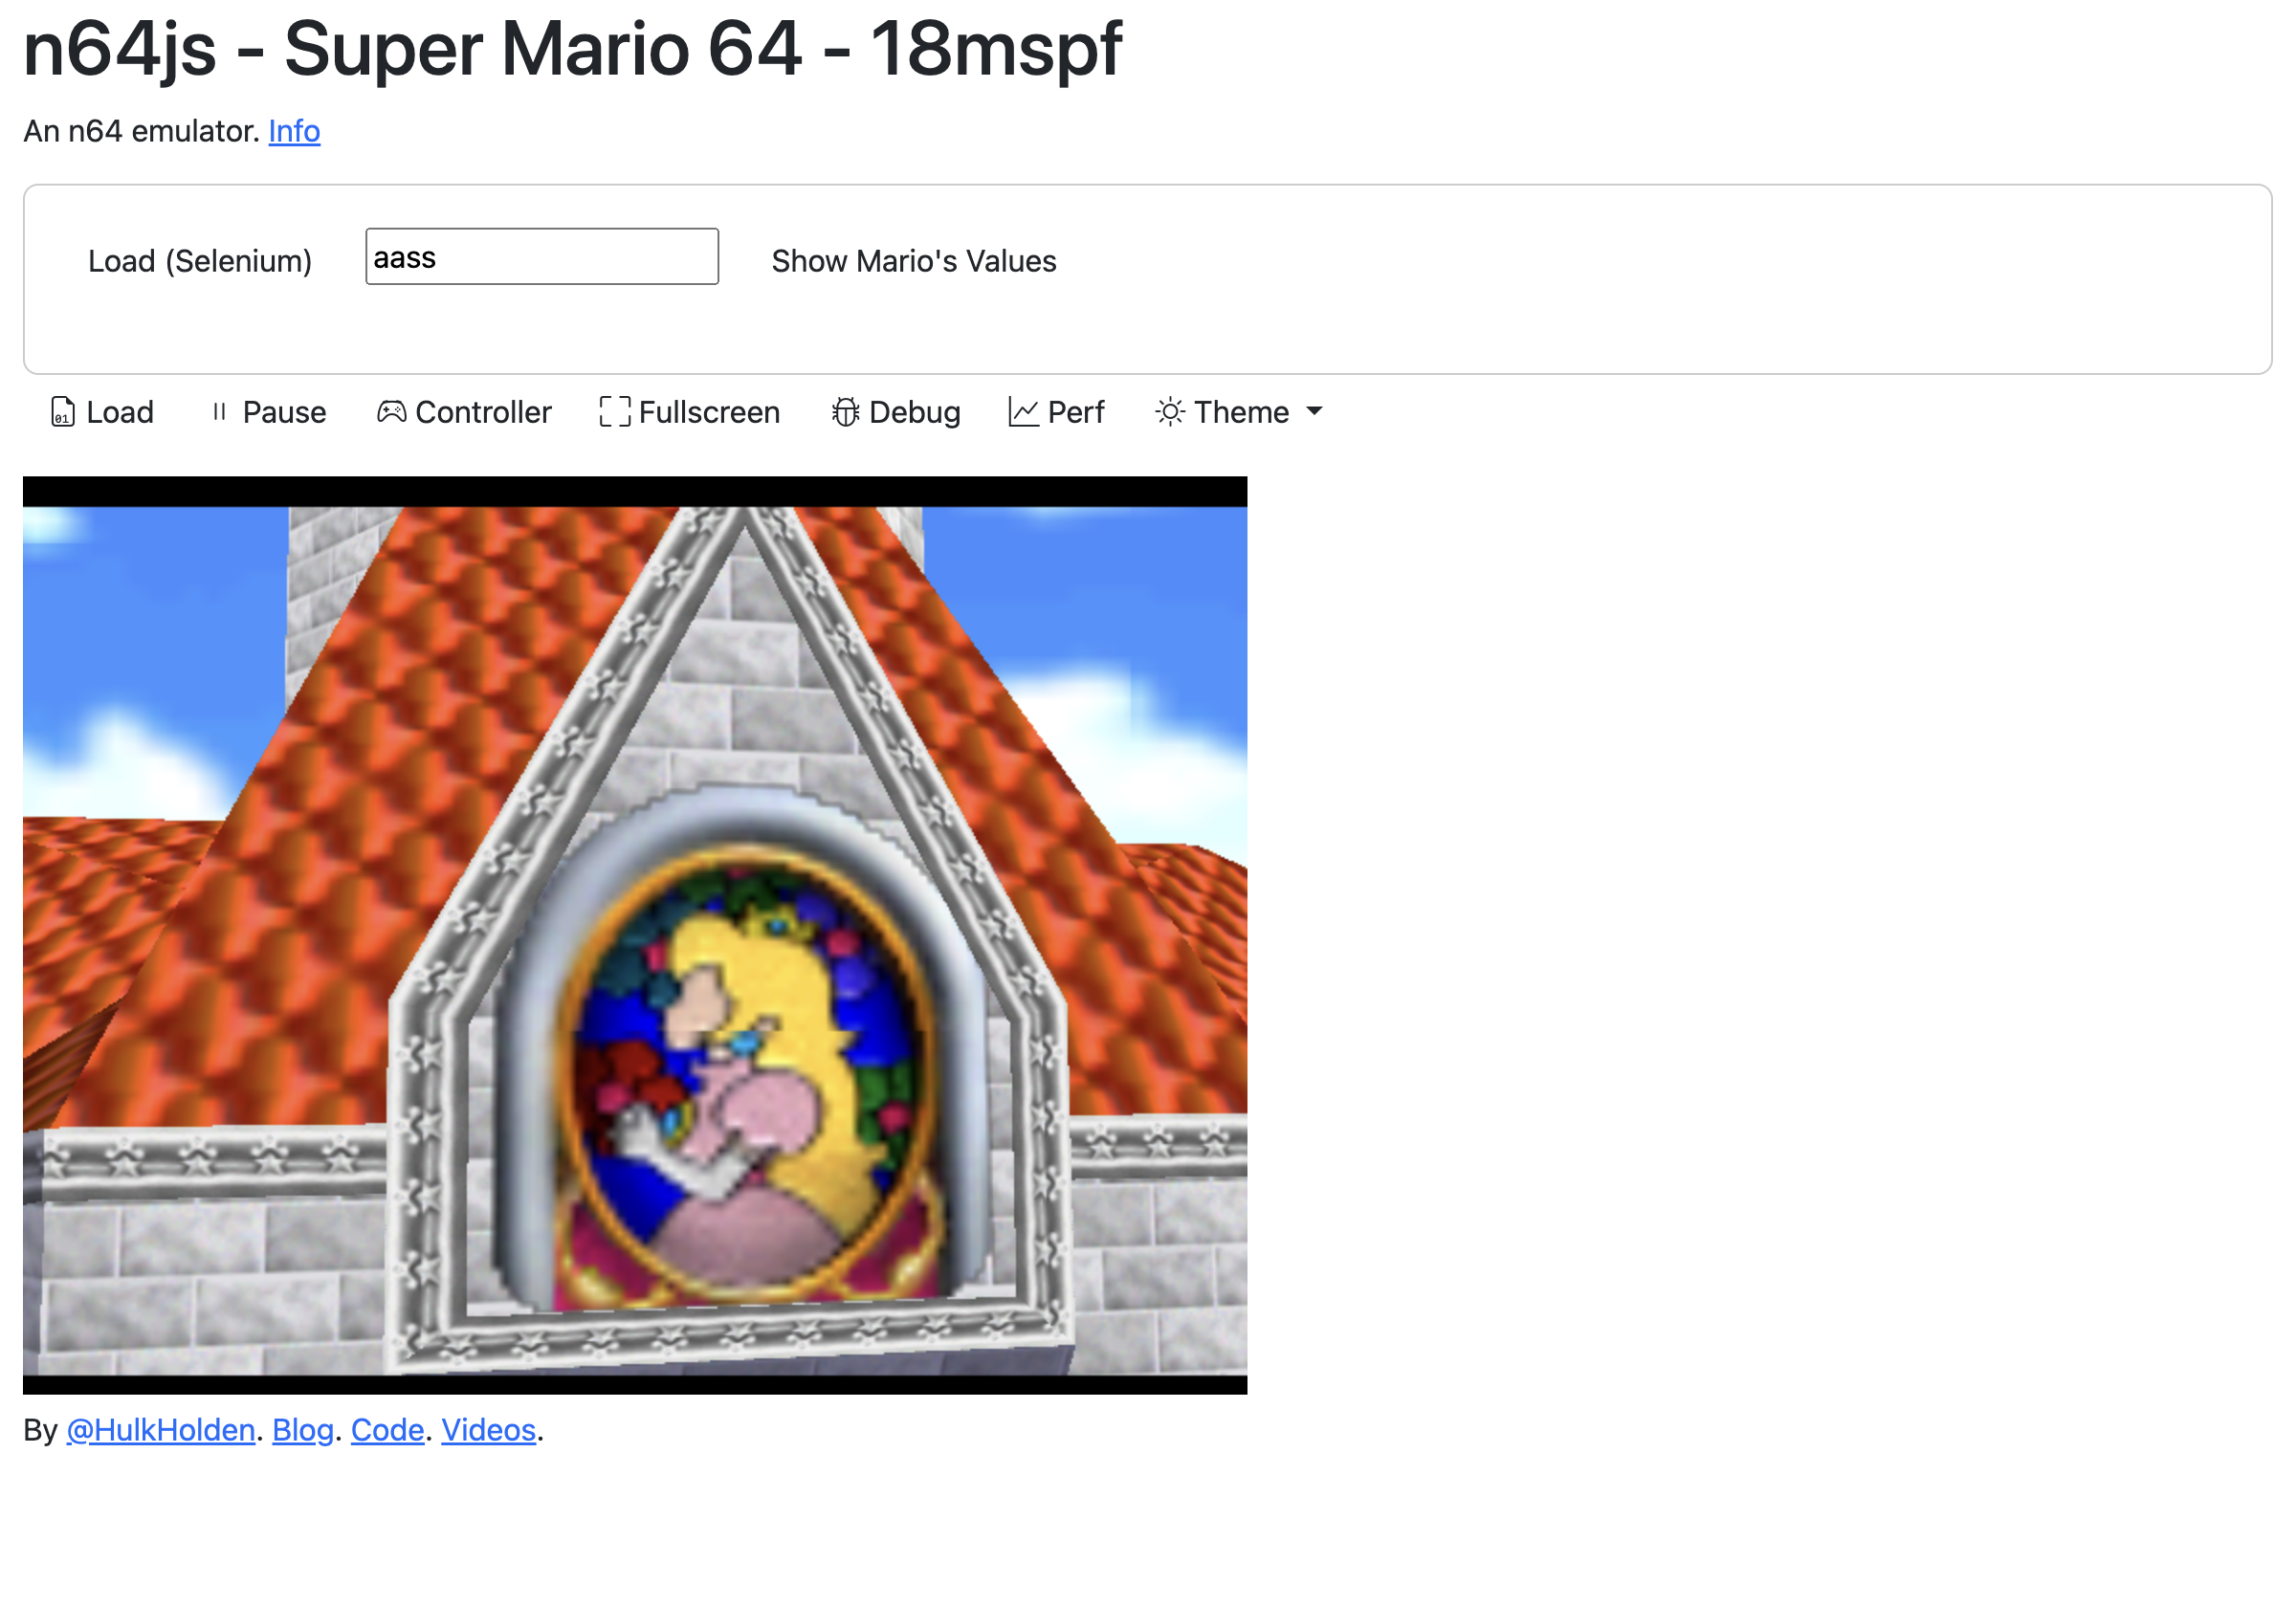 n64js - Super Mario 64 - 18mspf
An n64 emulator. Info
Load (Selenium) aass Show Mario's Values
01 Load Pause Controller Fullscreen Debug Perf Theme
By @HulkHolden. Blog. Code. Videos.